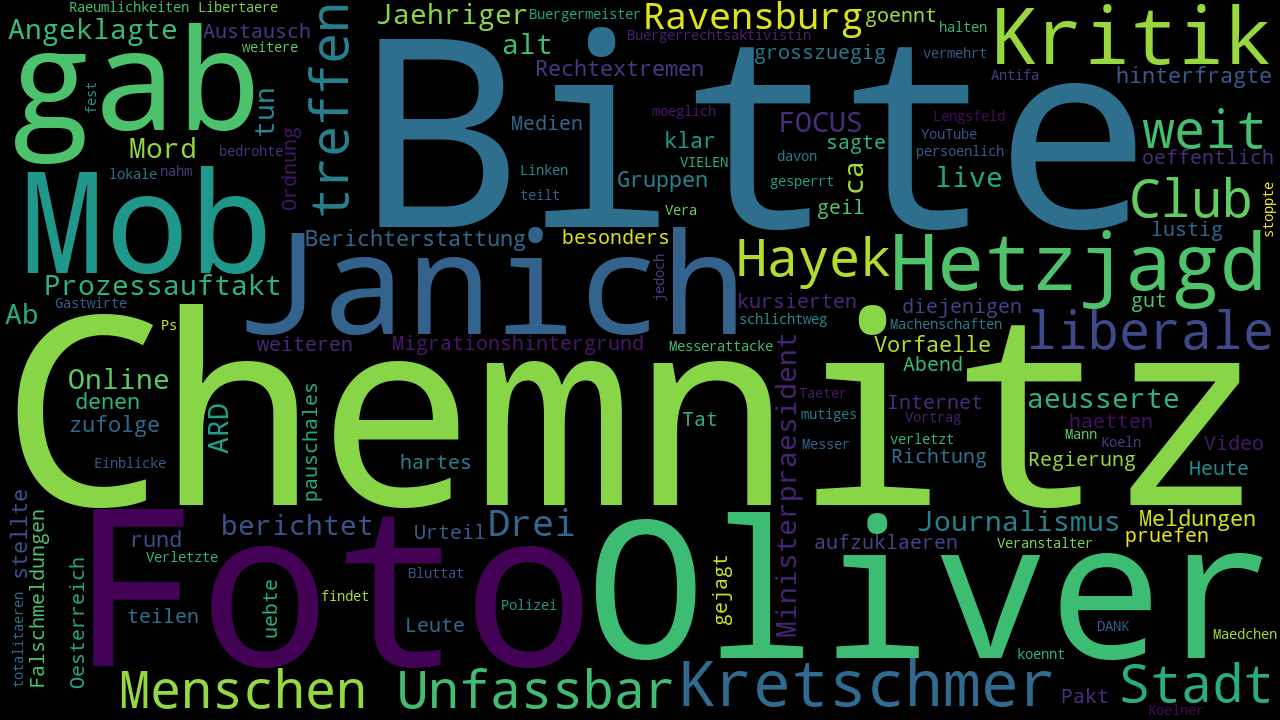 Raeumlichkeiten Libertaere
Angeklagte
Austausch
weitere
gab
fest
tun
Mord
bedrohte
lokale
nahm
Ordnung
treffen
Jaehriger
Buergermeister
Ravensburg
goennt
halten
Kritik
alt
Buergerrechtsaktivistin
grosszuegig
vermehrt
Rechtextremen
Antifa
hinterfragte
Bitte
Medien
moeglich
FOCUS
Lengsfeld
klar
sagte
YouTube
weit
Linken
VIELEN
davon
persoenlich
oeffentlich
Gruppen
gesperrt
ca
live
teilt
Vera
geil
Club
stoppte
lustig
Mob
Janich
Berichterstattung
besonders
Hayek
Hetzjagd
jedoch
Prozessauftakt
Gastwirte
Ab
Ps
kursierten
diejenigen
gut
schlichtweg
Machenschaften
liberale
weiteren
Migrationshintergrund
Messerattacke
Vorfaelle
Chemnitz
Online
denen
zufolge
ARD
pauschales
Einblicke
hartes
Tat
Ministerpraesident
Abend
Taeter
Internet
aeusserte
mutiges
Vortrag
haetten
Messer
verletzt
Mann
Koeln
Video
Richtung
Regierung
Heute
stellte
totalitaeren
Falschmeldungen
Oesterreich
Foto
rund
berichtet
Urteil
Drei
Verletzte
Bluttat
uebte
findet
Polizei
teilen
Leute
Oliver
gejagt
aufzuklaeren
Journalismus
Meldungen
Veranstalter
pruefen
DANK
Maedchen
koennt
Menschen
Unfassbar
Kretschmer
Pakt
Stadt
Koelner